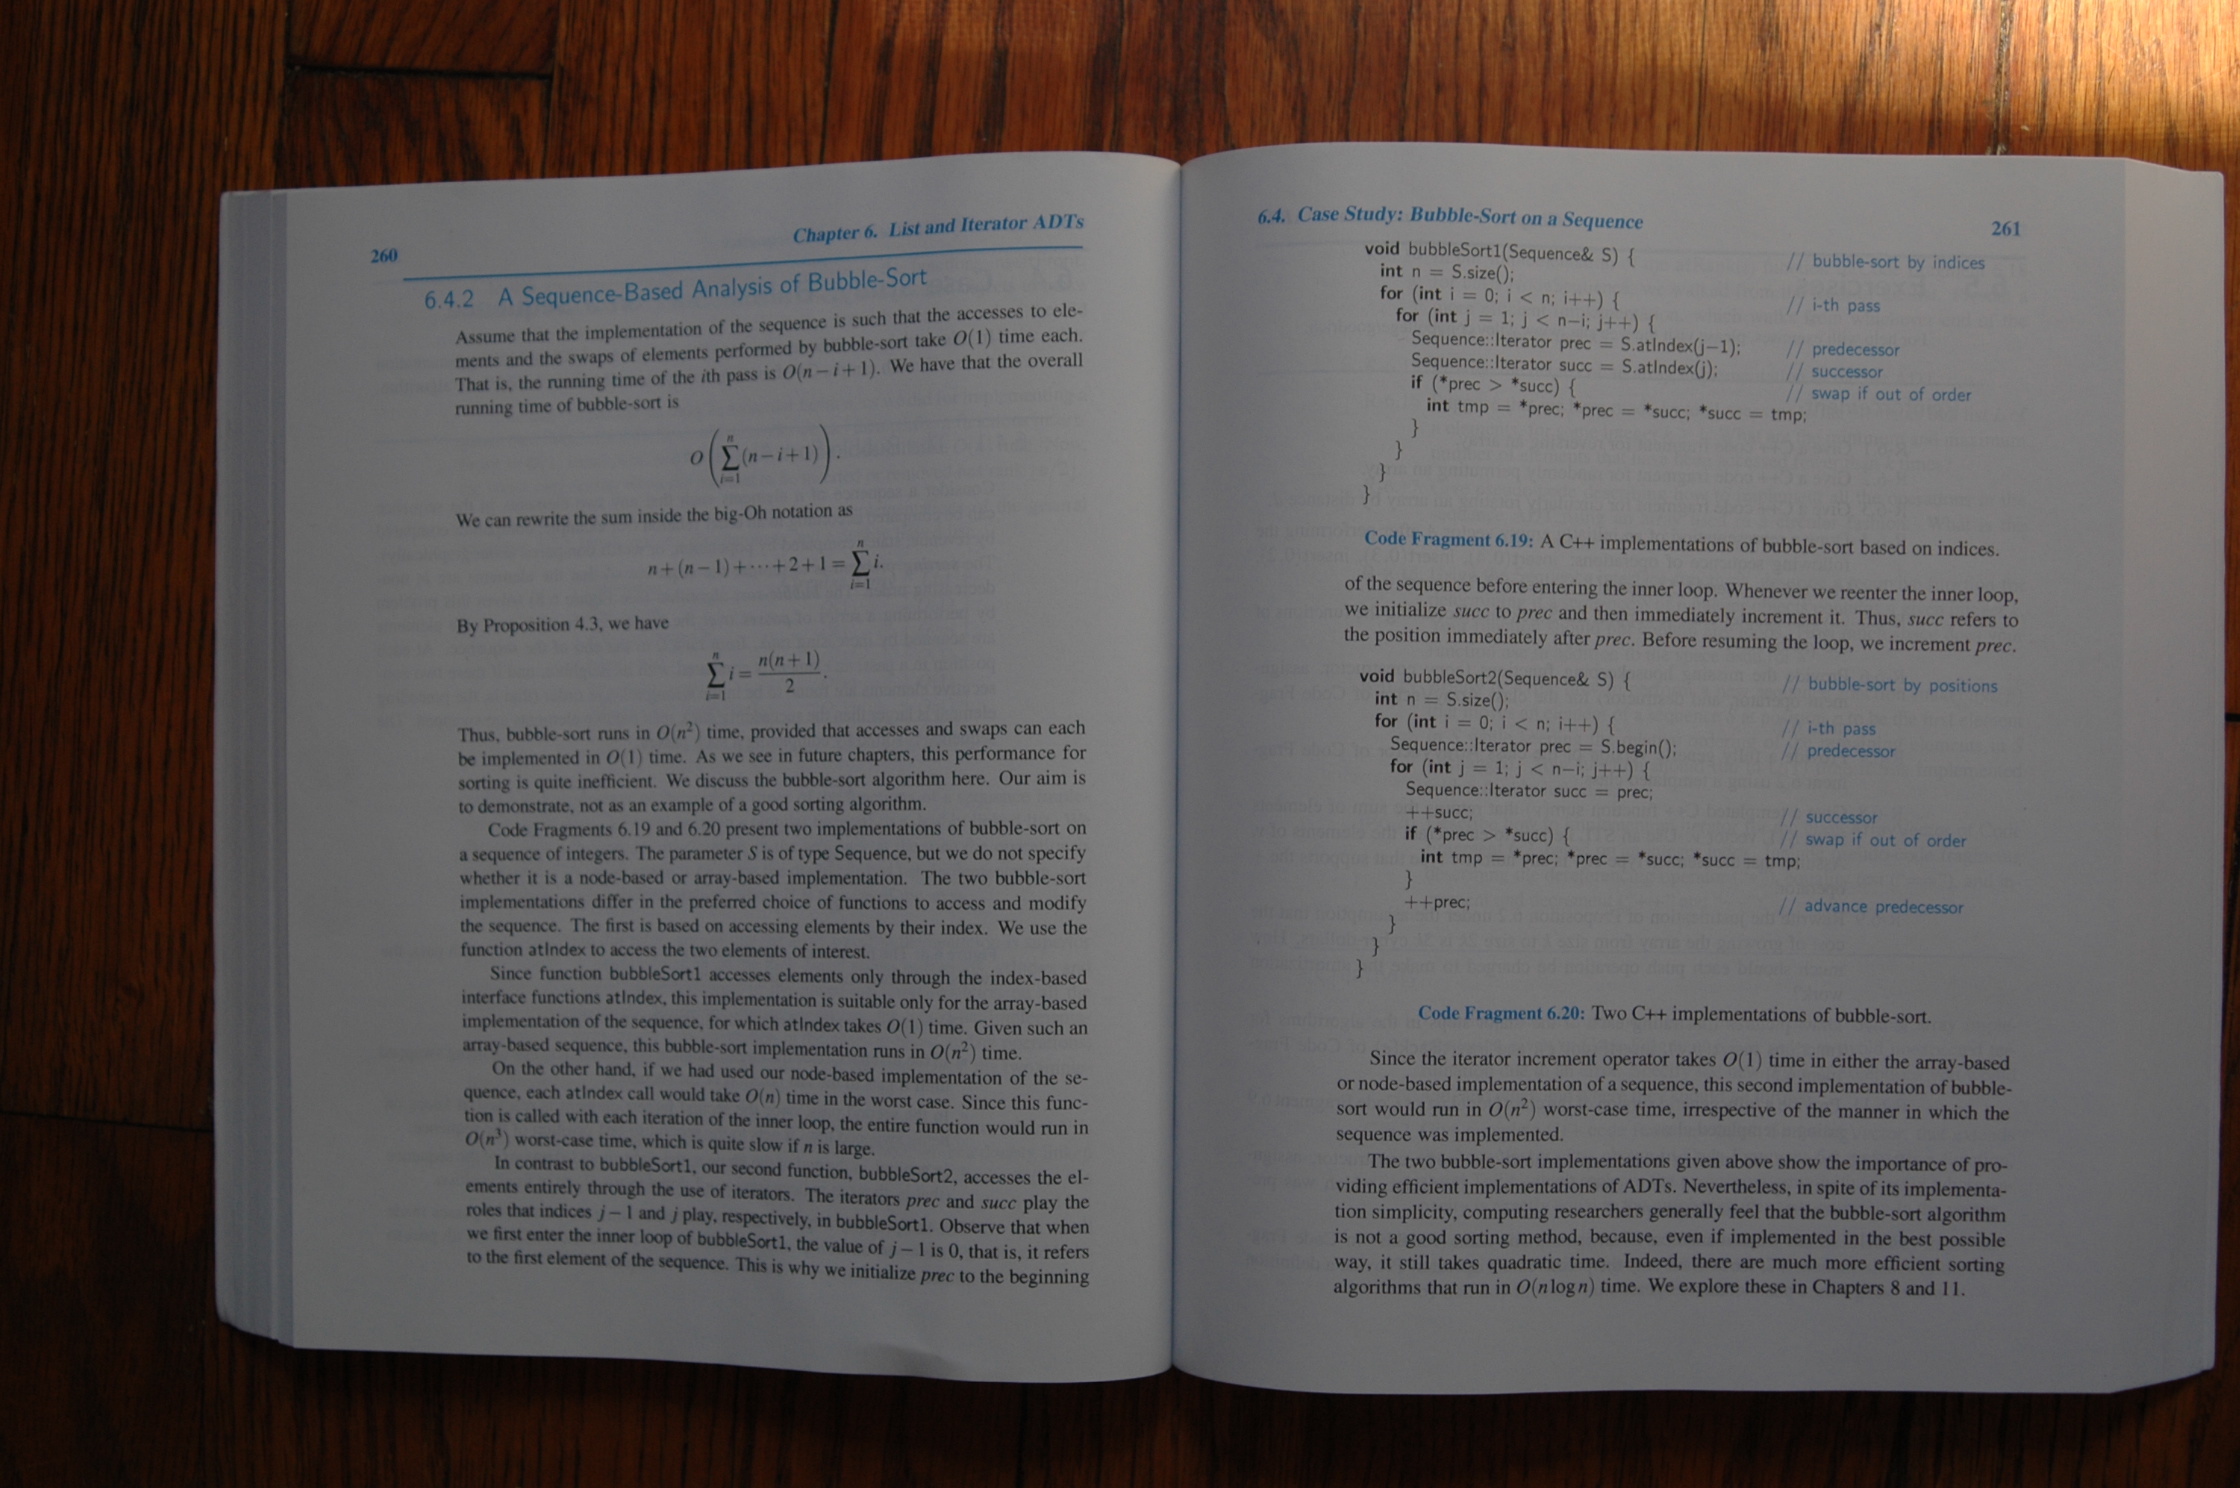 260
Chapter 6. List and Iterator ADTs
6.4.2 A Sequence-Based Analysis of Bubble-Sort
Assume that the implementation of the sequence is such that the accesses to ele-
ments and the swaps of elements performed by bubble-sort take O(1) time each.
That is, the running time of the ith pass is O(n − i + 1). We have that the overall
running time of bubble-sort is
O(∑_{i=1}^{n} (n − i + 1)).
We can rewrite the sum inside the big-Oh notation as
n + (n − 1) + ··· + 2 + 1 = ∑_{i=1}^{n} i.
By Proposition 4.3, we have
∑_{i=1}^{n} i = n(n+1)/2.
Thus, bubble-sort runs in O(n²) time, provided that accesses and swaps can each
be implemented in O(1) time. As we see in future chapters, this performance for
sorting is quite inefficient. We discuss the bubble-sort algorithm here. Our aim is
to demonstrate, not as an example of a good sorting algorithm.
Code Fragments 6.19 and 6.20 present two implementations of bubble-sort on
a sequence of integers. The parameter S is of type Sequence, but we do not specify
whether it is a node-based or array-based implementation. The two bubble-sort
implementations differ in the preferred choice of functions to access and modify
the sequence. The first is based on accessing elements by their index. We use the
function atIndex to access the two elements of interest.
Since function bubbleSort1 accesses elements only through the index-based
interface functions atIndex, this implementation is suitable only for the array-based
implementation of the sequence, for which atIndex takes O(1) time. Given such an
array-based sequence, this bubble-sort implementation runs in O(n²) time.
On the other hand, if we had used our node-based implementation of the se-
quence, each atIndex call would take O(n) time in the worst case. Since this func-
tion is called with each iteration of the inner loop, the entire function would run in
O(n³) worst-case time, which is quite slow if n is large.
In contrast to bubbleSort1, our second function, bubbleSort2, accesses the el-
ements entirely through the use of iterators. The iterators prec and succ play the
roles that indices j − 1 and j play, respectively, in bubbleSort1. Observe that when
we first enter the inner loop of bubbleSort1, the value of j − 1 is 0, that is, it refers
to the first element of the sequence. This is why we initialize prec to the beginning
6.4. Case Study: Bubble-Sort on a Sequence
261
void bubbleSort1(Sequence& S) { // bubble-sort by indices
int n = S.size();
for (int i = 0; i < n; i++) { // i-th pass
for (int j = 1; j < n−i; j++) {
Sequence::Iterator prec = S.atIndex(j−1); // predecessor
Sequence::Iterator succ = S.atIndex(j); // successor
if (*prec > *succ) { // swap if out of order
int tmp = *prec; *prec = *succ; *succ = tmp;
}
}
}
}
Code Fragment 6.19: A C++ implementations of bubble-sort based on indices.
of the sequence before entering the inner loop. Whenever we reenter the inner loop,
we initialize succ to prec and then immediately increment it. Thus, succ refers to
the position immediately after prec. Before resuming the loop, we increment prec.
void bubbleSort2(Sequence& S) { // bubble-sort by positions
int n = S.size();
for (int i = 0; i < n; i++) { // i-th pass
Sequence::Iterator prec = S.begin(); // predecessor
for (int j = 1; j < n−i; j++) {
Sequence::Iterator succ = prec;
++succ; // successor
if (*prec > *succ) { // swap if out of order
int tmp = *prec; *prec = *succ; *succ = tmp;
}
++prec; // advance predecessor
}
}
}
Code Fragment 6.20: Two C++ implementations of bubble-sort.
Since the iterator increment operator takes O(1) time in either the array-based
or node-based implementation of a sequence, this second implementation of bubble-
sort would run in O(n²) worst-case time, irrespective of the manner in which the
sequence was implemented.
The two bubble-sort implementations given above show the importance of pro-
viding efficient implementations of ADTs. Nevertheless, in spite of its implementa-
tion simplicity, computing researchers generally feel that the bubble-sort algorithm
is not a good sorting method, because, even if implemented in the best possible
way, it still takes quadratic time. Indeed, there are much more efficient sorting
algorithms that run in O(n log n) time. We explore these in Chapters 8 and 11.